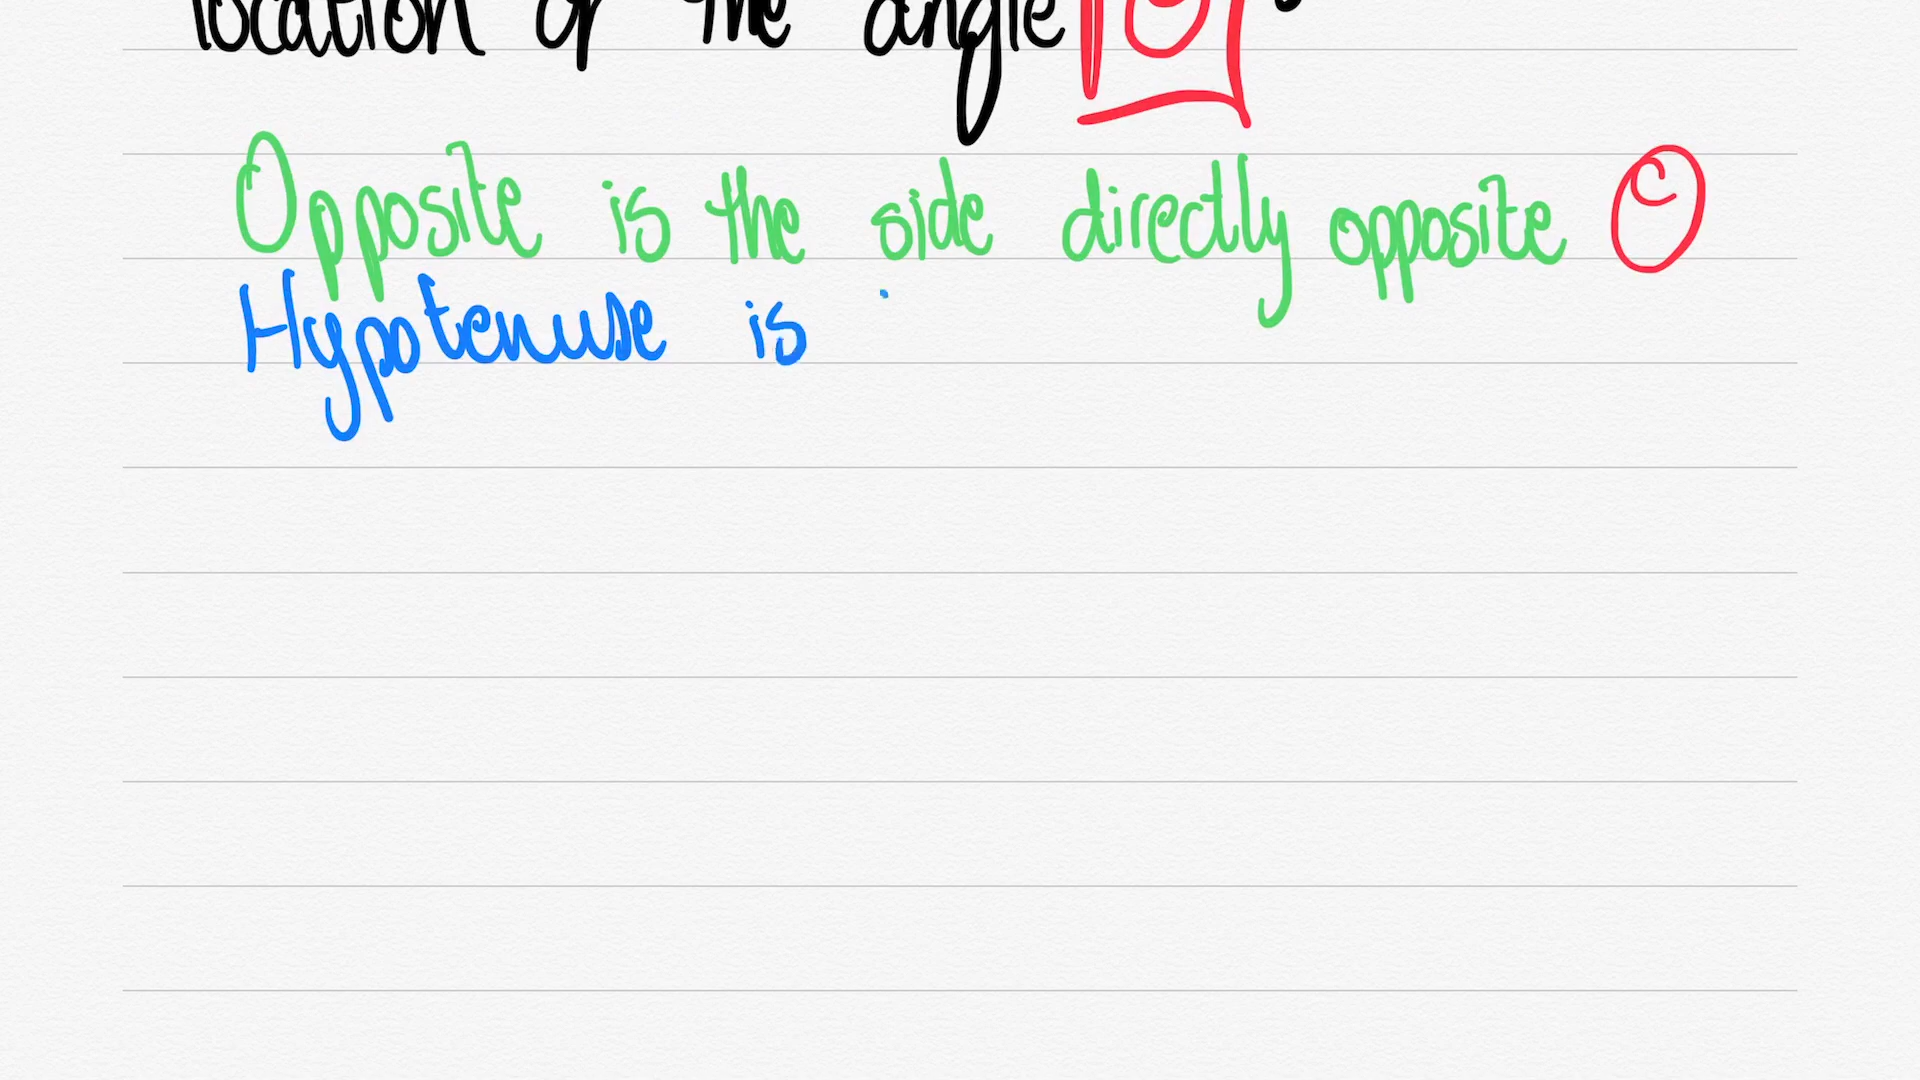 location of the angle
Opposite is the side directly opposite
Hypotenuse is